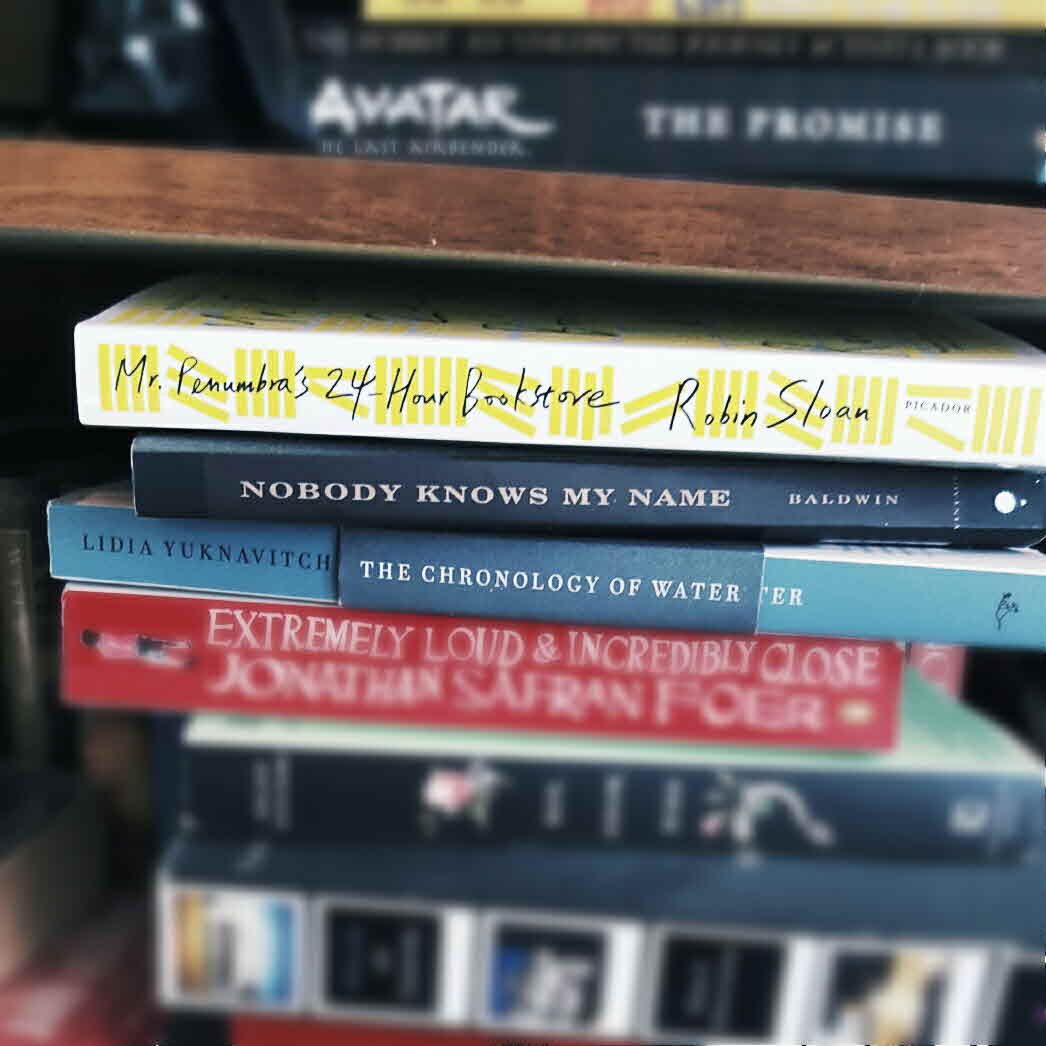 AVATAR THE PROMISE
THE LAST AIRBENDER.
Mr. Penumbra's 24-Hour Bookstore Robin Sloan PICADOR
NOBODY KNOWS MY NAME BALDWIN
LIDIA YUKNAVITCH THE CHRONOLOGY OF WATER TER
EXTREMELY LOUD & INCREDIBLY CLOSE
JONATHAN SAFRAN FOER